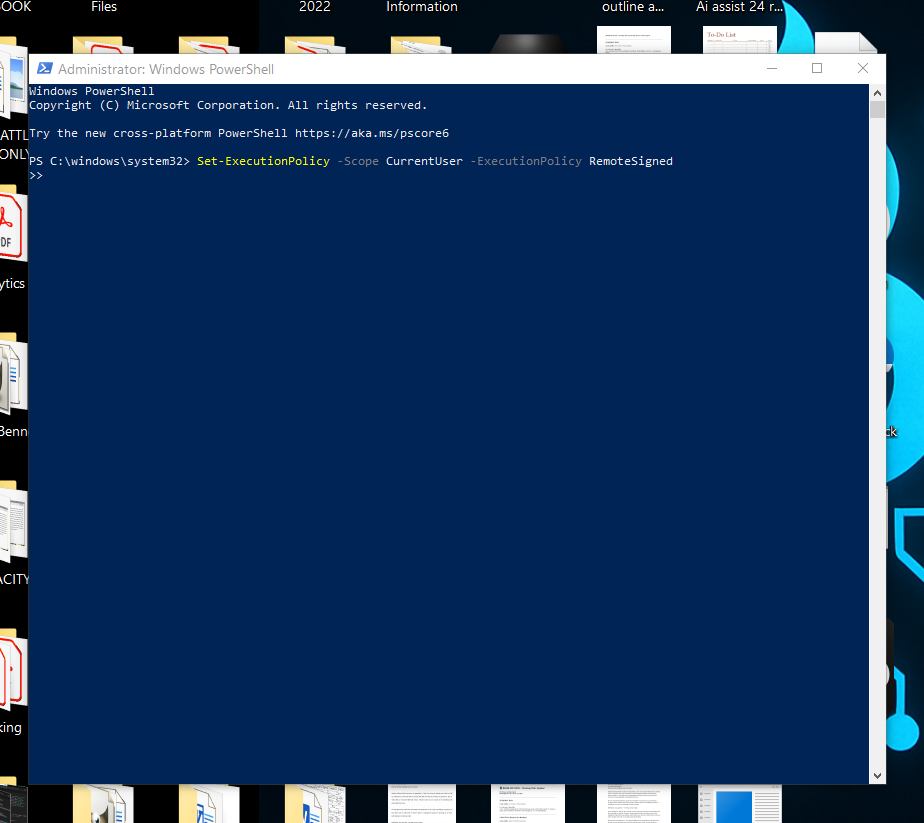 OOK
Files
2022
Information
outline a...
Ai assist 24 r...
To-Do List
Administrator: Windows PowerShell
Windows PowerShell
Copyright (C) Microsoft Corporation. All rights reserved.
Try the new cross-platform PowerShell https://aka.ms/pscore6
PS C:\windows\system32> Set-ExecutionPolicy -Scope CurrentUser -ExecutionPolicy RemoteSigned
>>
ATTL
ONLY
DF
ytics
Benn
ck
ACITY
king